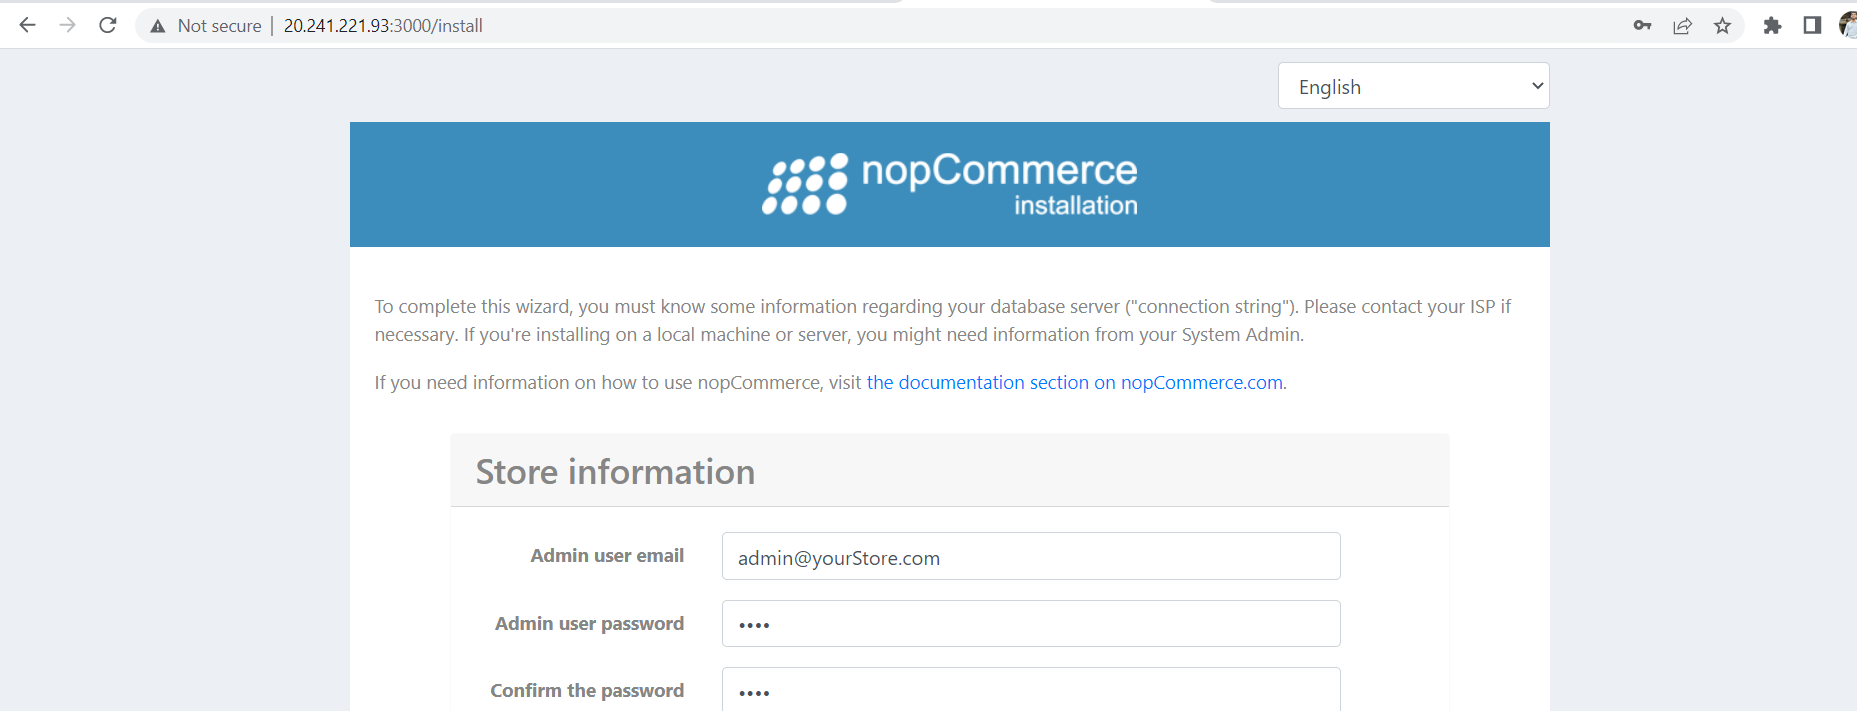 Not secure | 20.241.221.93:3000/install
English
nopCommerce
installation
To complete this wizard, you must know some information regarding your database server ("connection string"). Please contact your ISP if
necessary. If you're installing on a local machine or server, you might need information from your System Admin.
If you need information on how to use nopCommerce, visit the documentation section on nopCommerce.com.
Store information
Admin user email
admin@yourStore.com
Admin user password
••••
Confirm the password
••••